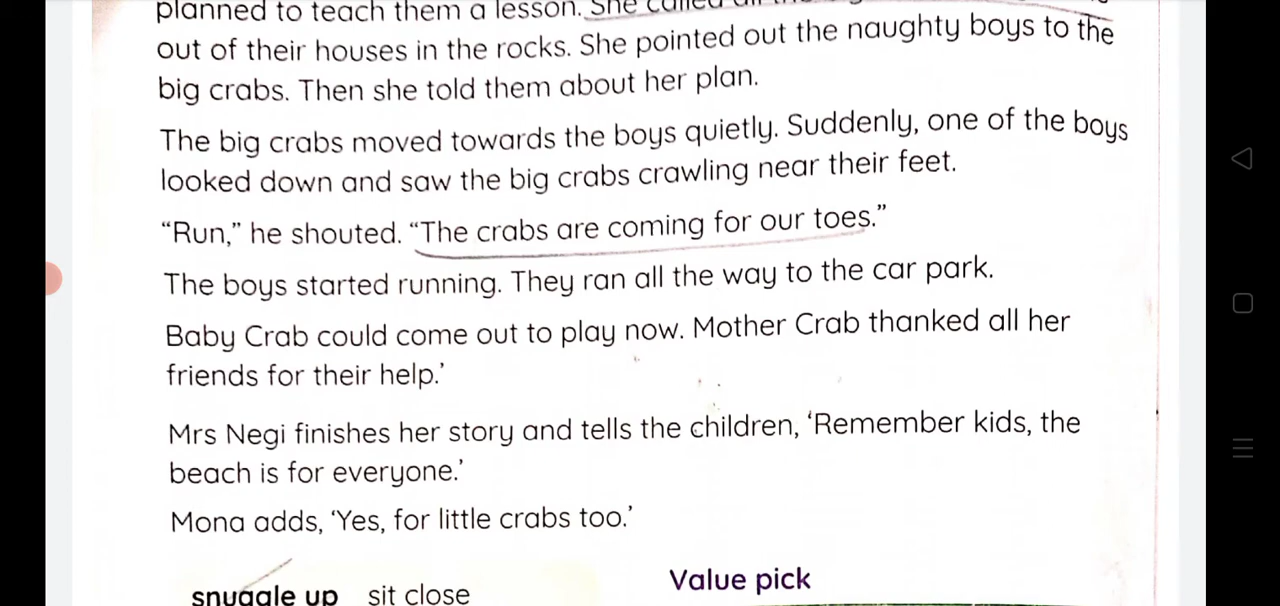 planned to teach them a lesson. She called all the
out of their houses in the rocks. She pointed out the naughty boys to the
big crabs. Then she told them about her plan.
The big crabs moved towards the boys quietly. Suddenly, one of the boys
looked down and saw the big crabs crawling near their feet.
“Run,” he shouted. “The crabs are coming for our toes.”
The boys started running. They ran all the way to the car park.
Baby Crab could come out to play now. Mother Crab thanked all her
friends for their help.’
Mrs Negi finishes her story and tells the children, ‘Remember kids, the
beach is for everyone.’
Mona adds, ‘Yes, for little crabs too.’
snuggle up sit close
Value pick